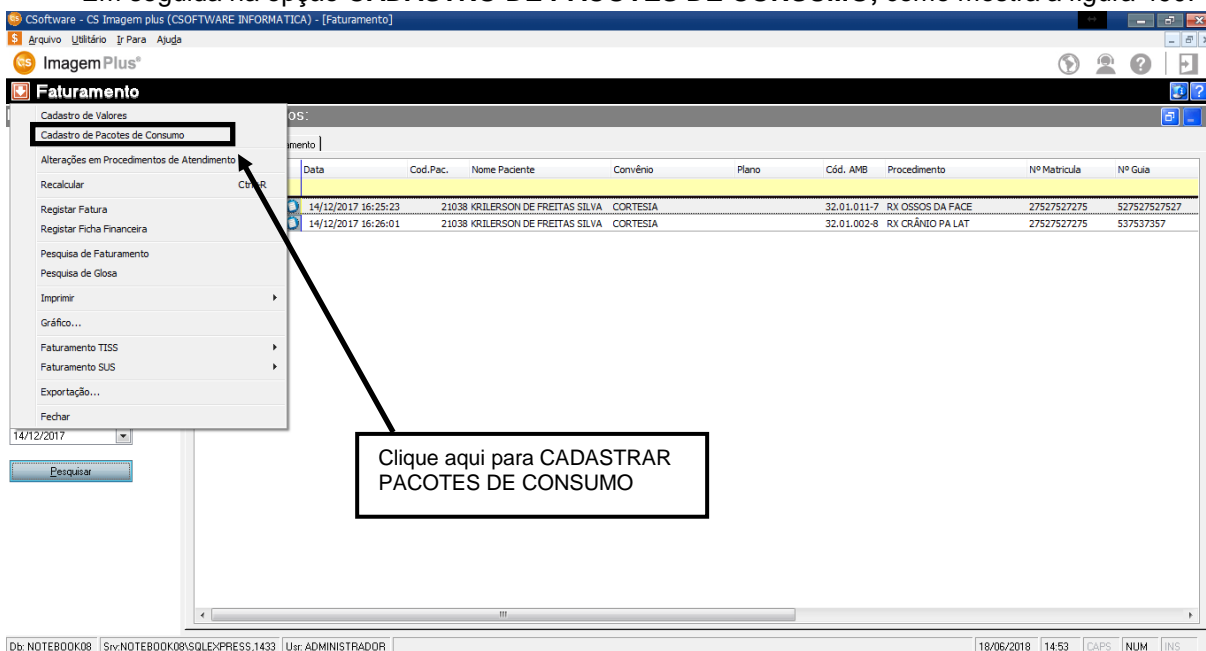 Em seguida na opção CADASTRO DE PACOTES DE CONSUMO, como mostra a figura
CSoftware - CS Imagem plus (CSOFTWARE INFORMATICA) - [Faturamento]
Arquivo Utilitário Ir Para Ajuda
CS ImagemPlus®
Faturamento
Cadastro de Valores
os:
Cadastro de Pacotes de Consumo
Alterações em Procedimentos de Atendimento
Data Cod.Pac. Nome Paciente Convênio Plano Cód. AMB Procedimento Nº Matricula Nº Guia
Recalcular Ctrl+R
Registar Fatura
14/12/2017 16:25:23 21038 KRILERSON DE FREITAS SILVA CORTESIA 32.01.011-7 RX OSSOS DA FACE 27527527275 527527527527
Registar Ficha Financeira
14/12/2017 16:26:01 21038 KRILERSON DE FREITAS SILVA CORTESIA 32.01.002-8 RX CRÂNIO PA LAT 27527527275 537537357
Pesquisa de Faturamento
Pesquisa de Glosa
Imprimir
Gráfico...
Faturamento TISS
Faturamento SUS
Exportação...
Fechar
14/12/2017
Pesquisar
Clique aqui para CADASTRAR
PACOTES DE CONSUMO
Db: NOTEBOOK08 Srv:NOTEBOOK08\SQLEXPRESS,1433 Usr: ADMINISTRADOR 18/06/2018 14:53 CAPS NUM INS